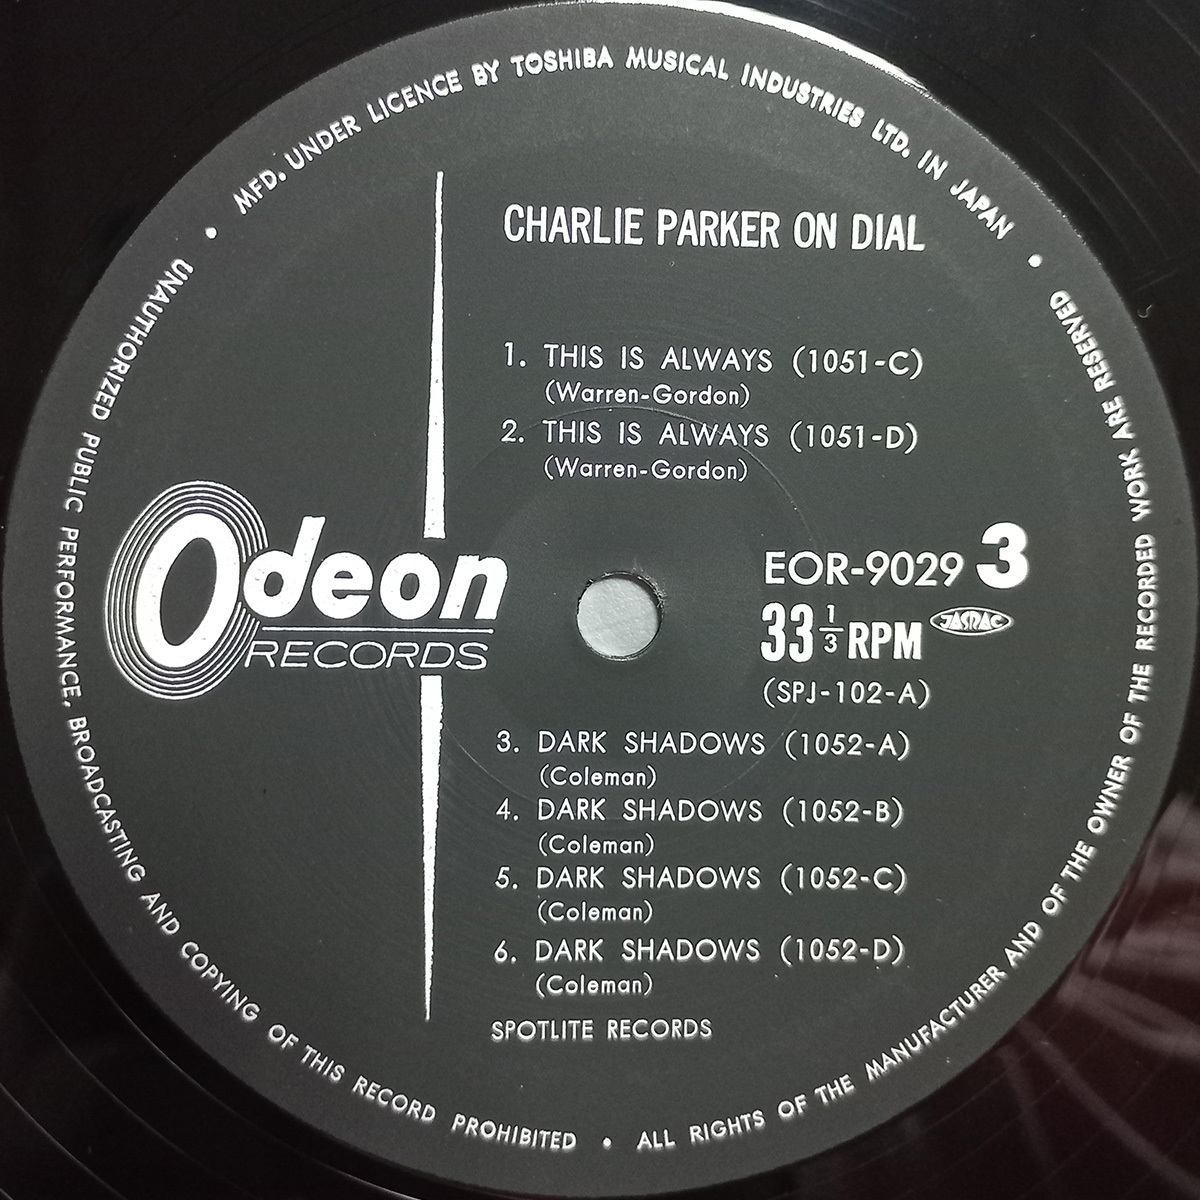 MFD. UNDER LICENCE BY TOSHIBA MUSICAL INDUSTRIES LTD. IN JAPAN
CHARLIE PARKER ON DIAL
1. THIS IS ALWAYS (1051-C)
(Warren-Gordon)
2. THIS IS ALWAYS (1051-D)
(Warren-Gordon)
Odeon
RECORDS
EOR-9029 3
33 1/3 RPM JASRAC
(SPJ-102-A)
3. DARK SHADOWS (1052-A)
(Coleman)
4. DARK SHADOWS (1052-B)
(Coleman)
5. DARK SHADOWS (1052-C)
(Coleman)
6. DARK SHADOWS (1052-D)
(Coleman)
SPOTLITE RECORDS
UNAUTHORIZED PUBLIC PERFORMANCE, BROADCASTING AND COPYING OF THIS RECORD PROHIBITED • ALL RIGHTS OF THE MANUFACTURER AND OF THE OWNER OF THE RECORDED WORK ARE RESERVED